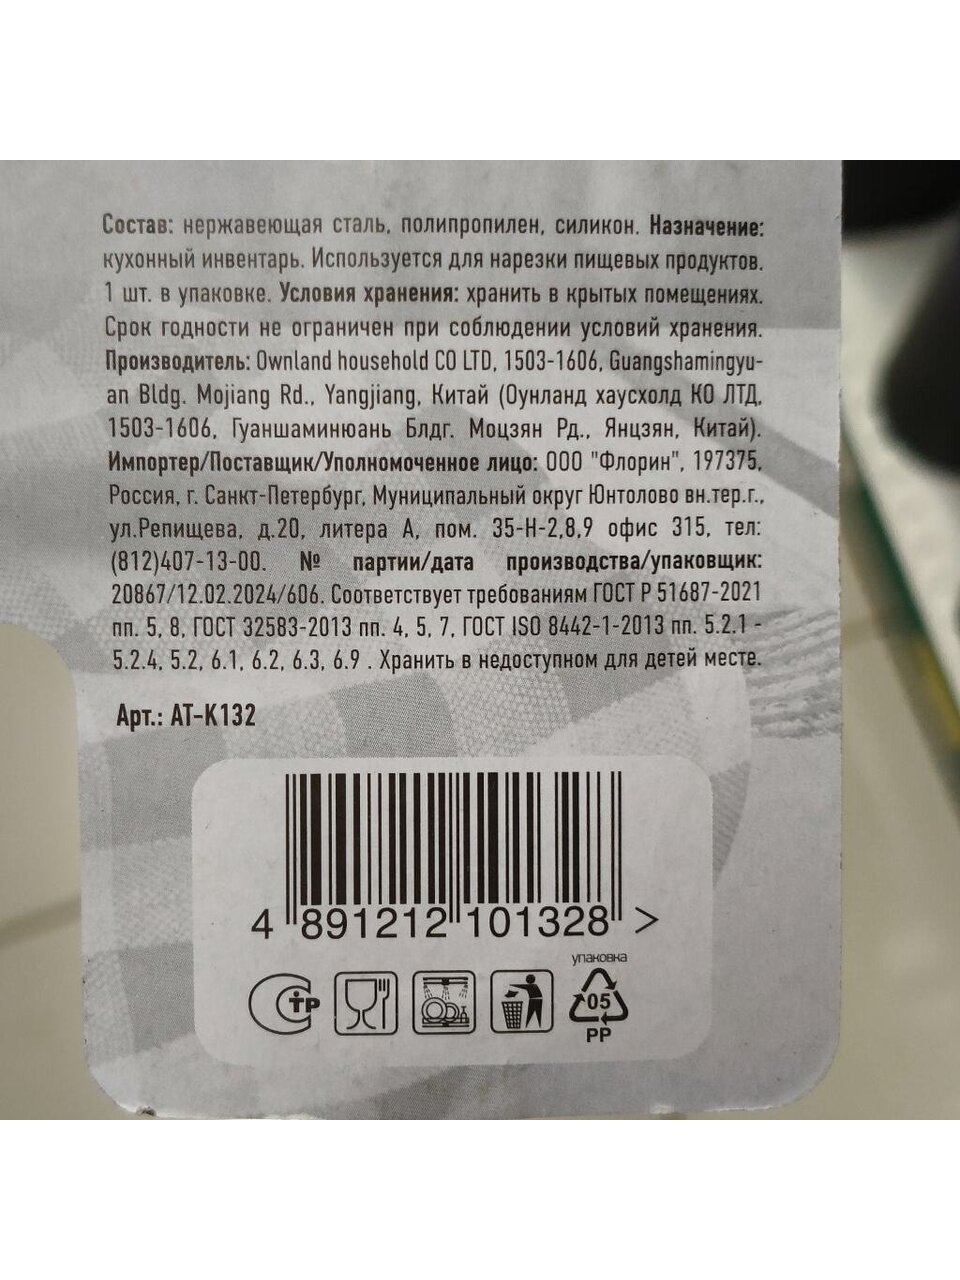 Состав: нержавеющая сталь, полипропилен, силикон. Назначение:
кухонный инвентарь. Используется для нарезки пищевых продуктов.
1 шт. в упаковке. Условия хранения: хранить в крытых помещениях.
Срок годности не ограничен при соблюдении условий хранения.
Производитель: Ownland household CO LTD, 1503-1606, Guangshamingyu-
an Bldg. Mojiang Rd., Yangjiang, Китай (Оунланд хаусхолд КО ЛТД,
1503-1606, Гуаншаминюань Блдг. Моцзян Рд., Янцзян, Китай).
Импортер/Поставщик/Уполномоченное лицо: ООО "Флорин", 197375,
Россия, г. Санкт-Петербург, Муниципальный округ Юнтолово вн.тер.г.,
ул.Репищева, д.20, литера А, пом. 35-Н-2,8,9 офис 315, тел:
(812)407-13-00. № партии/дата производства/упаковщик:
20867/12.02.2024/606. Соответствует требованиям ГОСТ Р 51687-2021
пп. 5, 8, ГОСТ 32583-2013 пп. 4, 5, 7, ГОСТ ISO 8442-1-2013 пп. 5.2.1 -
5.2.4, 5.2, 6.1, 6.2, 6.3, 6.9 . Хранить в недоступном для детей месте.
Арт.: AT-K132
4 891212 101328 >
упаковка
СТР
05
PP